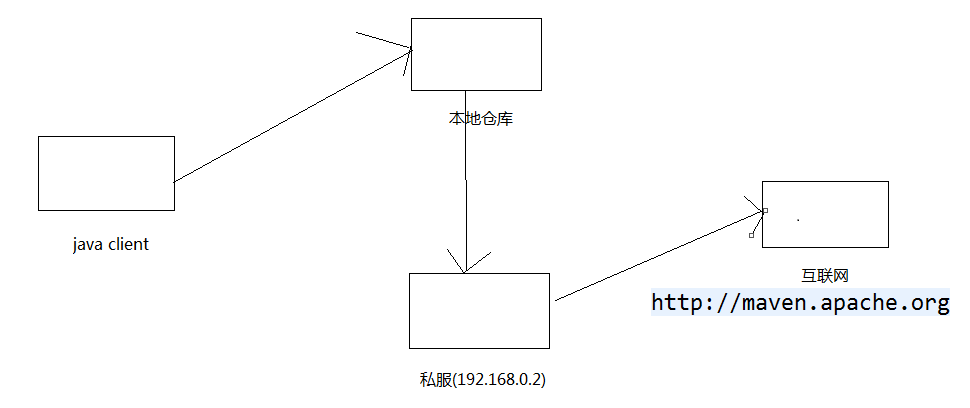 本地仓库
java client
互联网
http://maven.apache.org
私服(192.168.0.2)